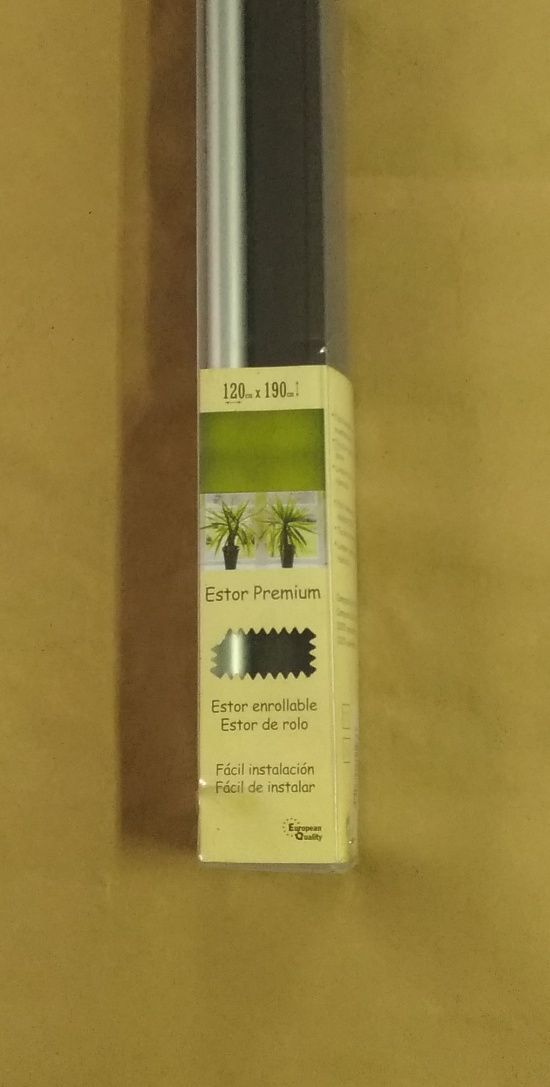 120cm x 190cm
Estor Premium
Estor enrollable
Estor de rolo
Fácil instalación
Fácil de instalar
European
Quality